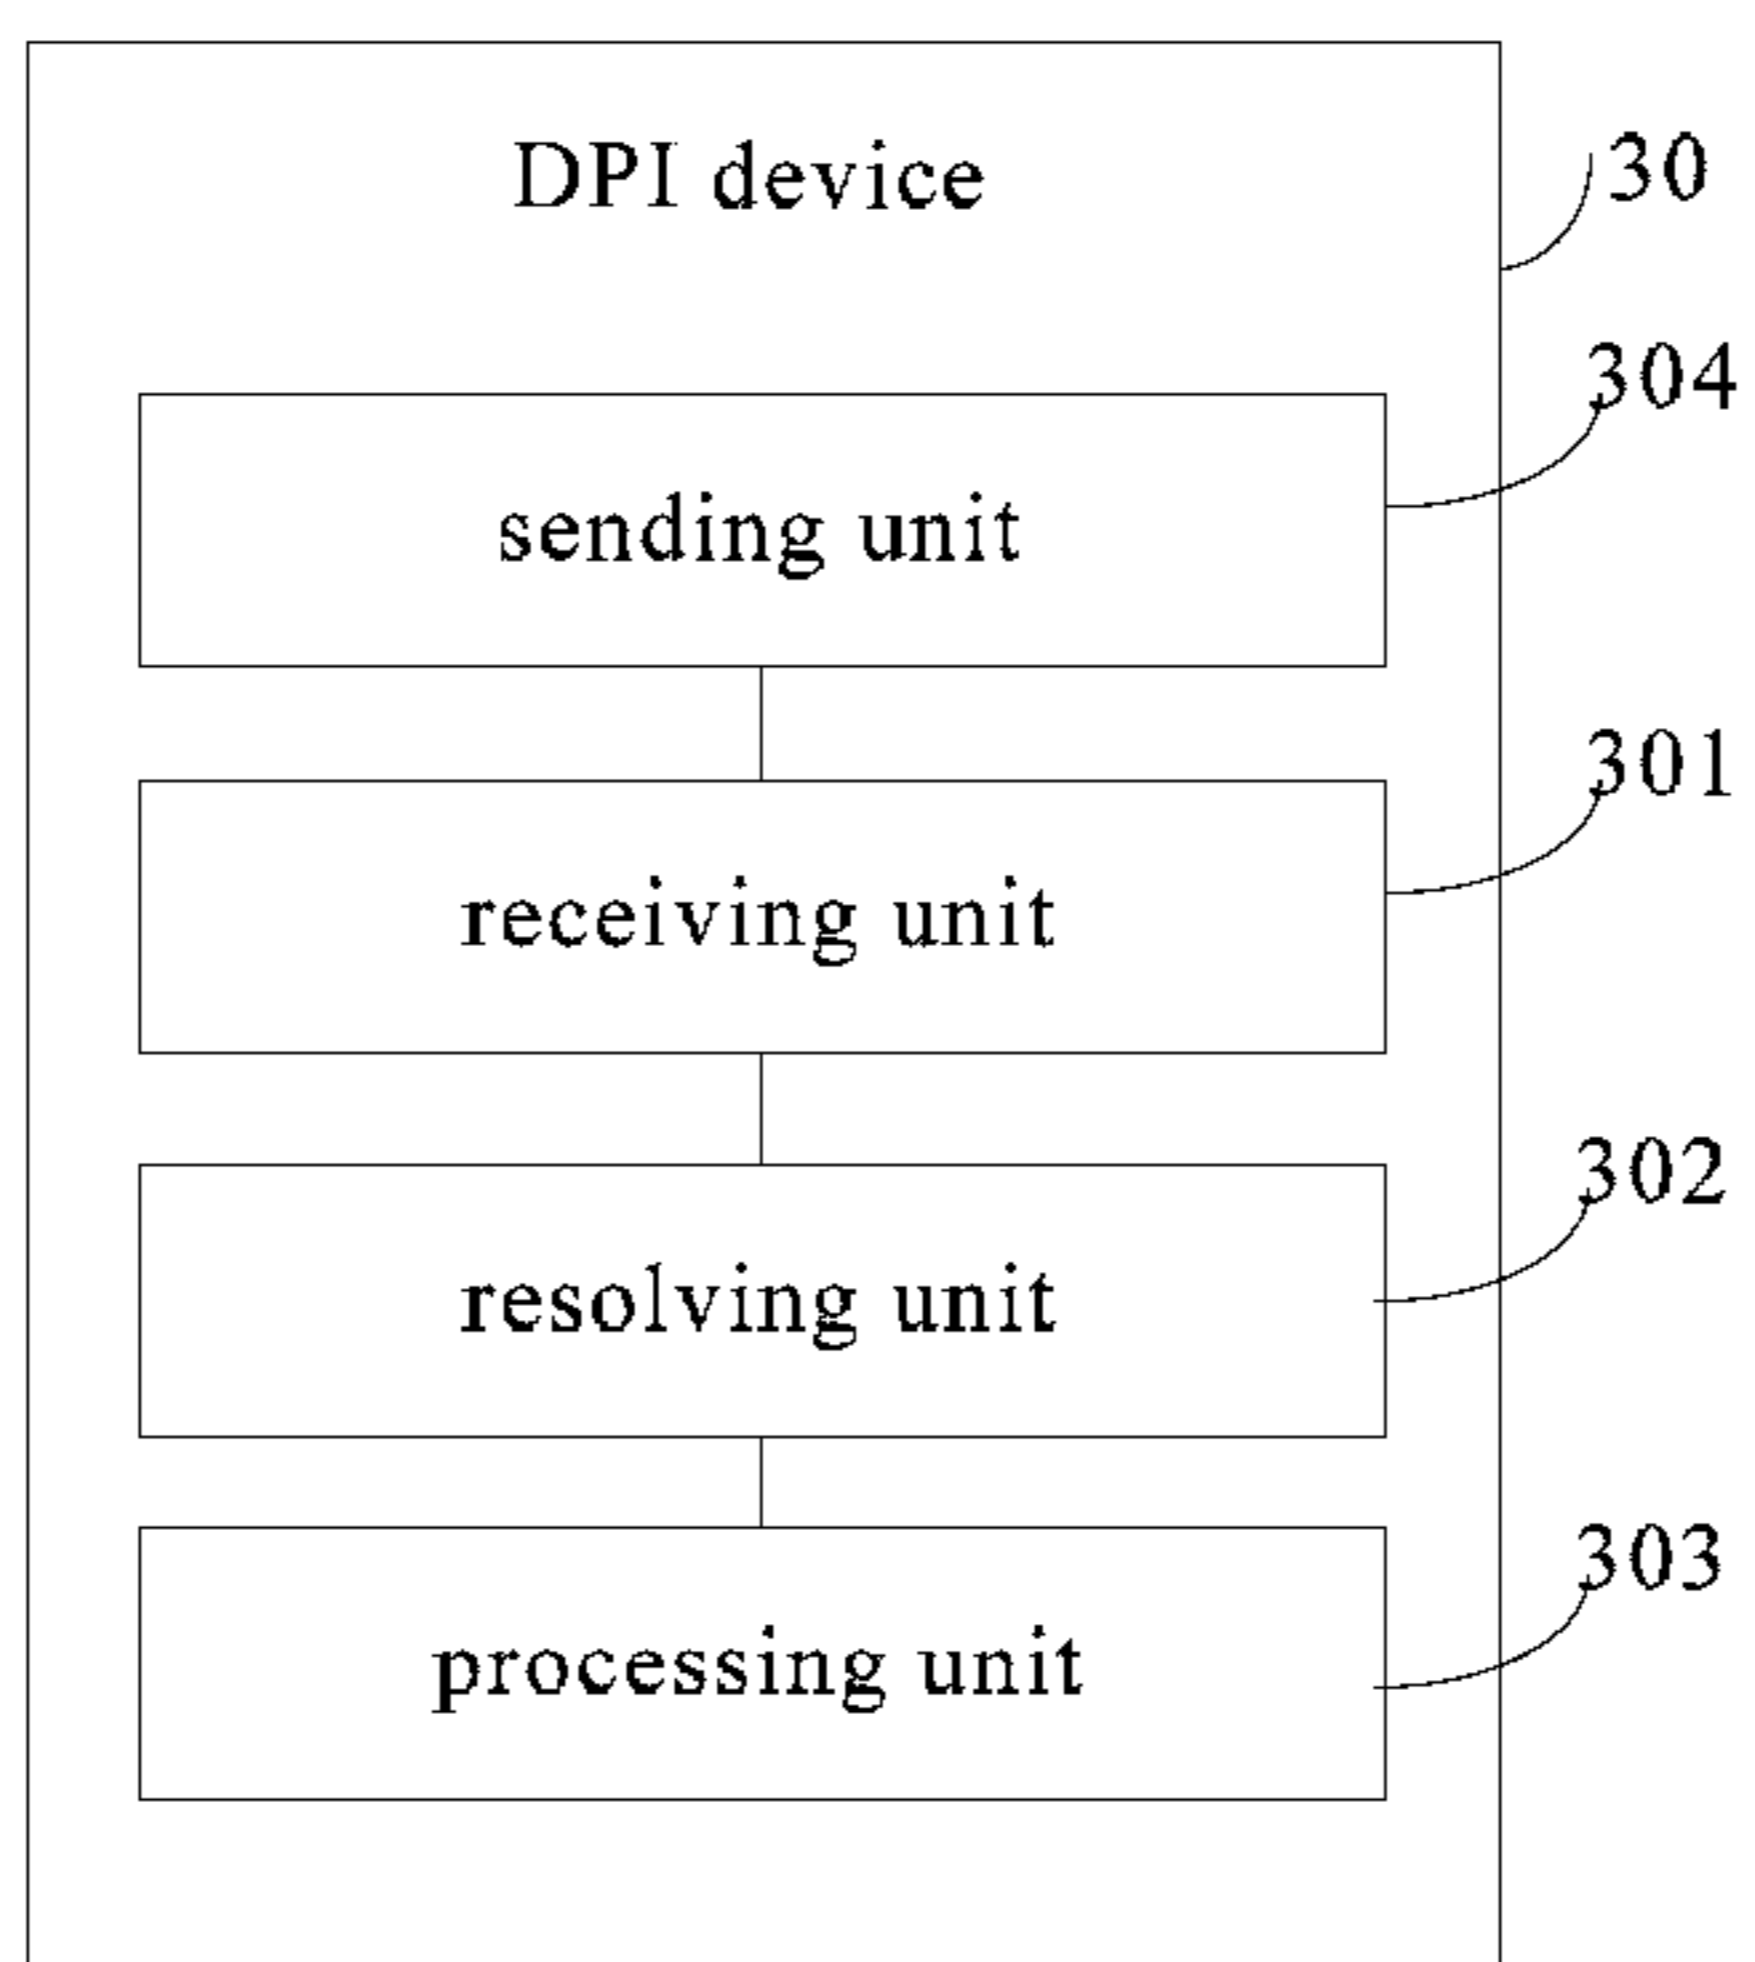 DPI device
30
304
sending unit
301
receiving unit
302
resolving unit
303
processing unit